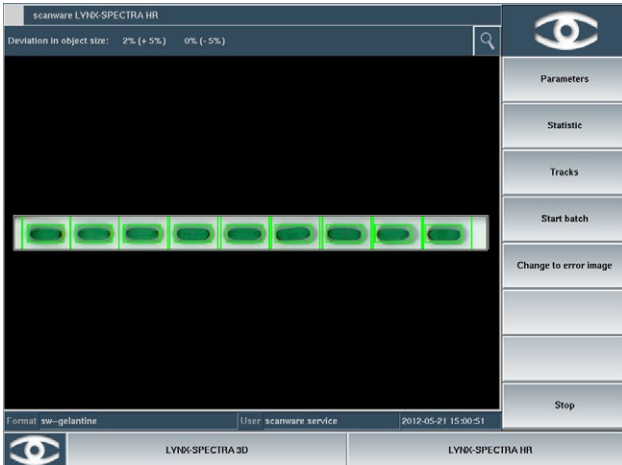 scanware LYNX-SPECTRA HR
Deviation in object size: 2% (+ 5%) 0% (- 5%)
Parameters
Statistic
Tracks
Start batch
Change to error image
Stop
Format sw--gelantine User scanware service 2012-05-21 15:00:51
LYNX-SPECTRA 3D LYNX-SPECTRA HR